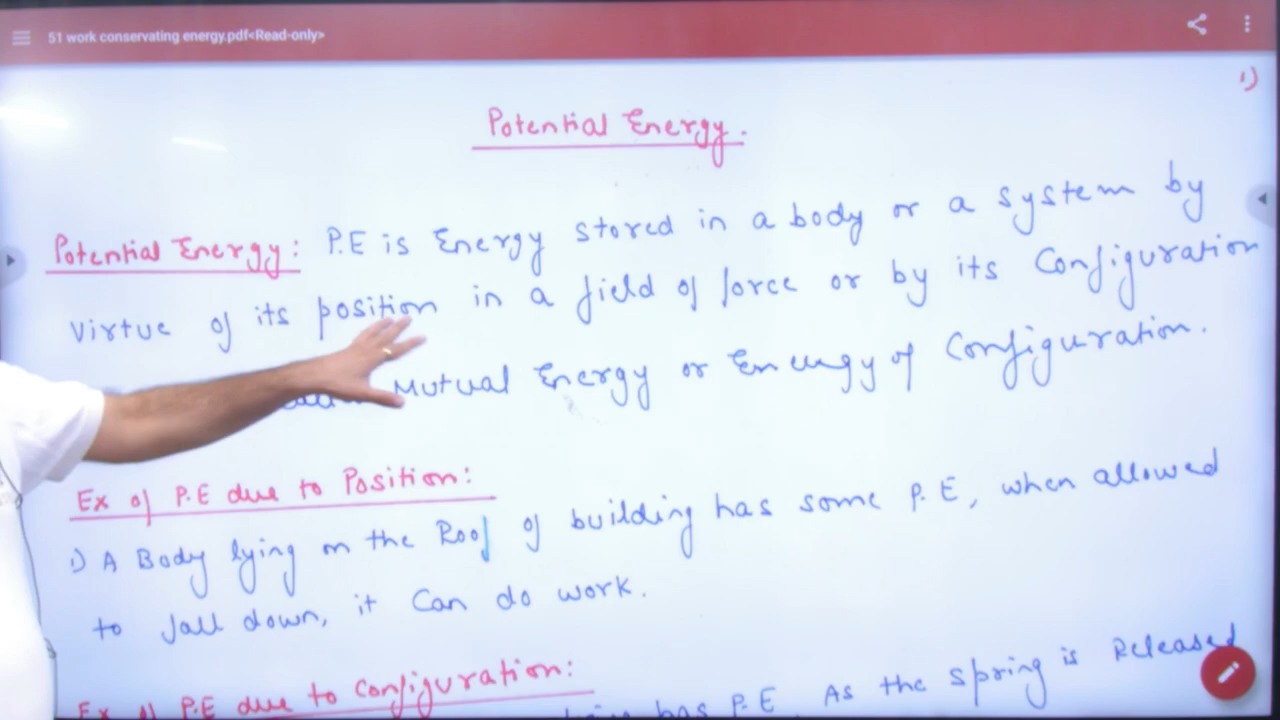 51 work conservating energy.pdf<Read-only>
1)
Potential Energy.
Potential Energy: P.E is Energy stored in a body or a system by
virtue of its position in a field of force or by its Configuration
Mutual Energy or Energy of Configuration.
Ex of P.E due to Position:
1) A Body lying on the Roof of building has some P.E, when allowed
to fall down, it Can do work.
Ex of P.E due to Configuration:
has P.E As the spring is Released